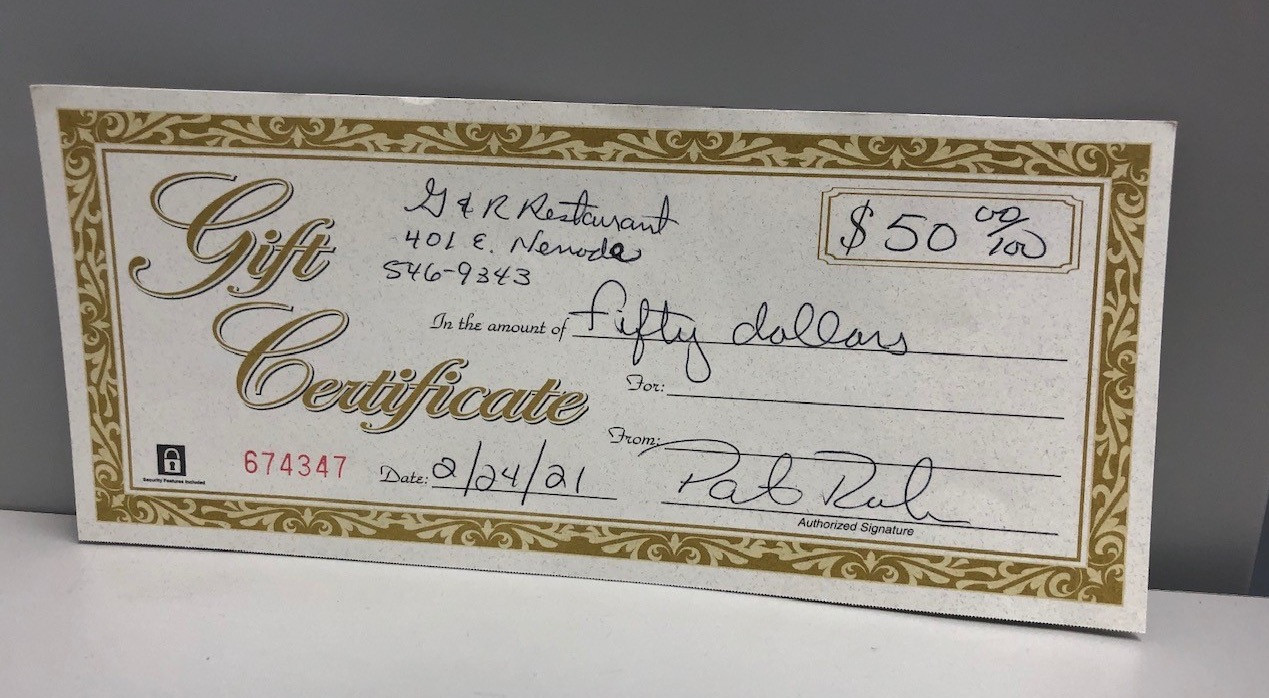 Gift Certificate
G & R Restaurant
401 E.
546-9343
$50 00/100
In the amount of fifty dollars
For:
From:
674347
Date: 2/24/21
Pat
Authorized Signature
Security Features Included